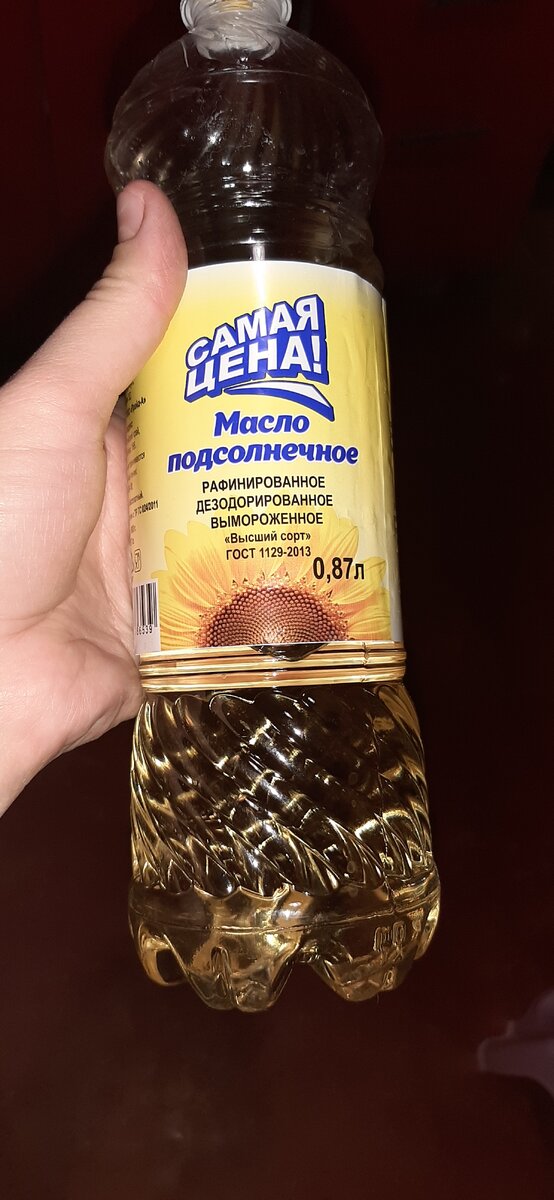 САМАЯ
ЦЕНА!
Масло
подсолнечное
РАФИНИРОВАННОЕ
ДЕЗОДОРИРОВАННОЕ
ВЫМОРОЖЕННОЕ
«Высший сорт»
ГОСТ 1129-2013
0,87л